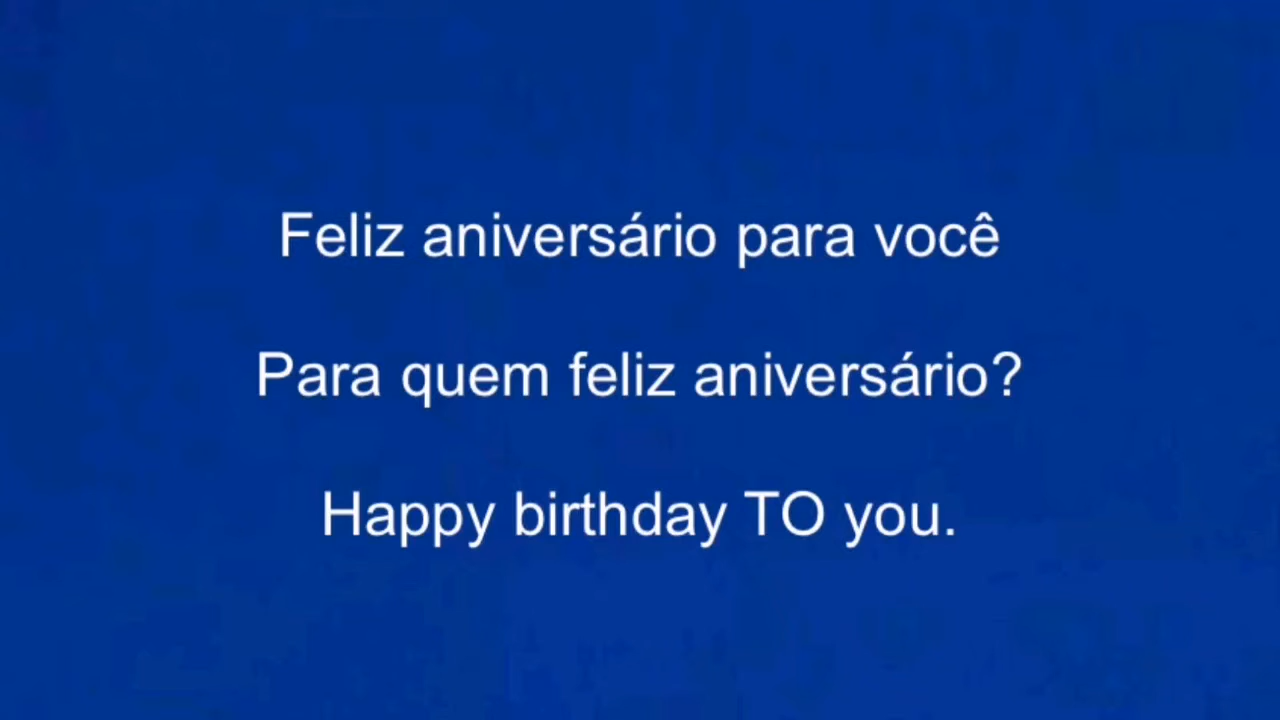 Feliz aniversário para você
Para quem feliz aniversário?
Happy birthday TO you.